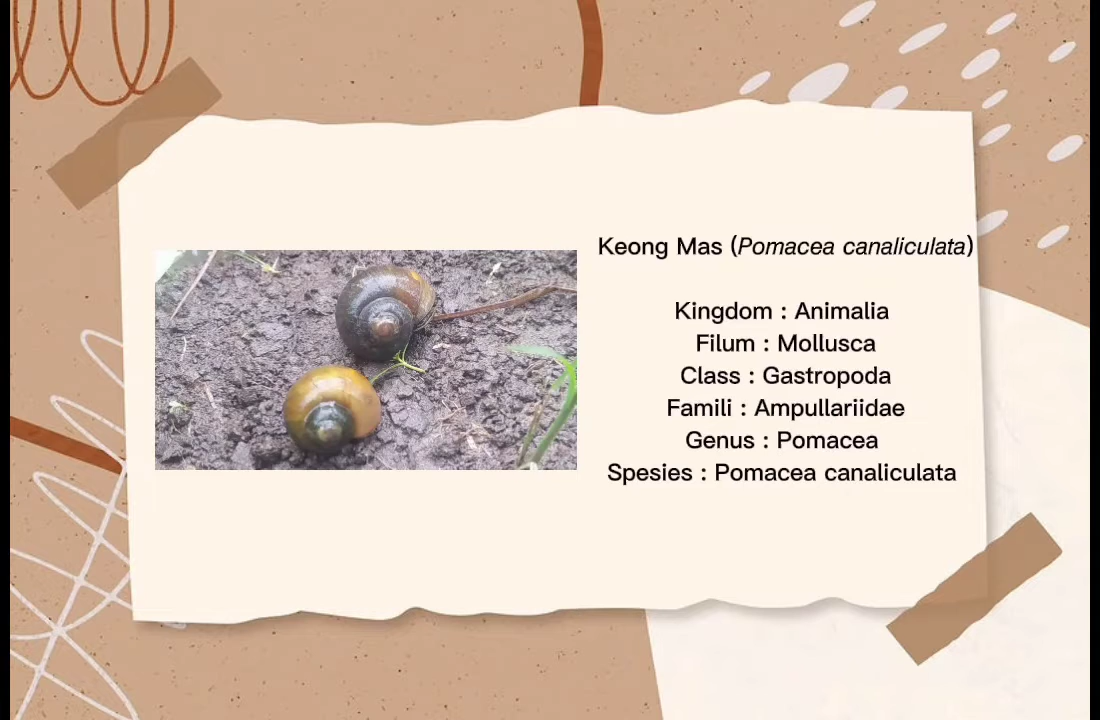 Keong Mas (Pomacea canaliculata)
Kingdom : Animalia
Filum : Mollusca
Class : Gastropoda
Famili : Ampullariidae
Genus : Pomacea
Spesies : Pomacea canaliculata